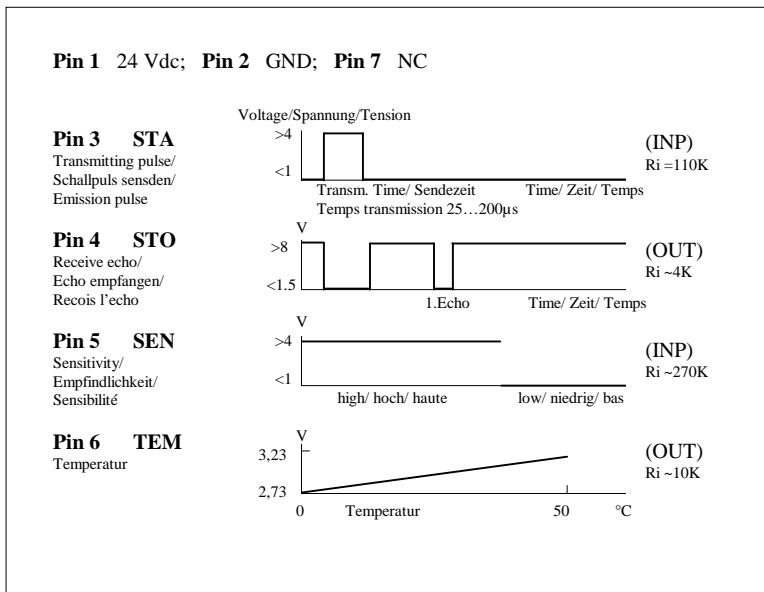 Pin 1 24 Vdc; Pin 2 GND; Pin 7 NC
Voltage/Spannung/Tension
Pin 3 STA
Transmitting pulse/
Schallpuls sensden/
Emission pulse
>4
<1
Transm. Time/ Sendezeit
Time/ Zeit/ Temps
Temps transmission 25…200µs
(INP)
Ri =110K
Pin 4 STO
Receive echo/
Echo empfangen/
Recois l'echo
V
>8
<1.5
1.Echo
Time/ Zeit/ Temps
(OUT)
Ri ~4K
Pin 5 SEN
Sensitivity/
Empfindlichkeit/
Sensibilité
V
>4
<1
high/ hoch/ haute
low/ niedrig/ bas
(INP)
Ri ~270K
Pin 6 TEM
Temperatur
V
3,23
2,73
0
Temperatur
50
°C
(OUT)
Ri ~10K